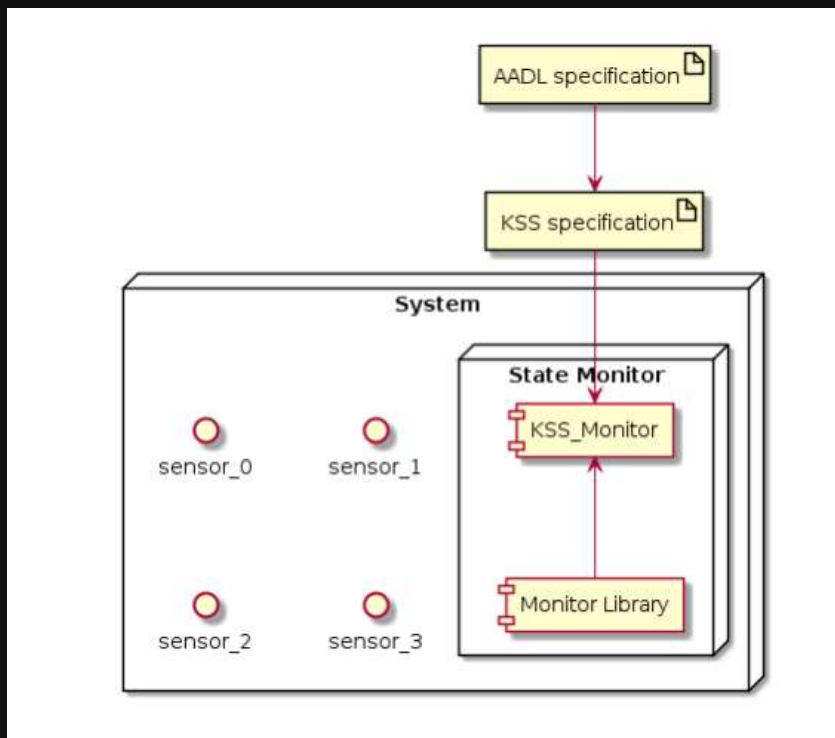 AADL specification
KSS specification
System
State Monitor
KSS_Monitor
sensor_0
sensor_1
Monitor Library
sensor_2
sensor_3